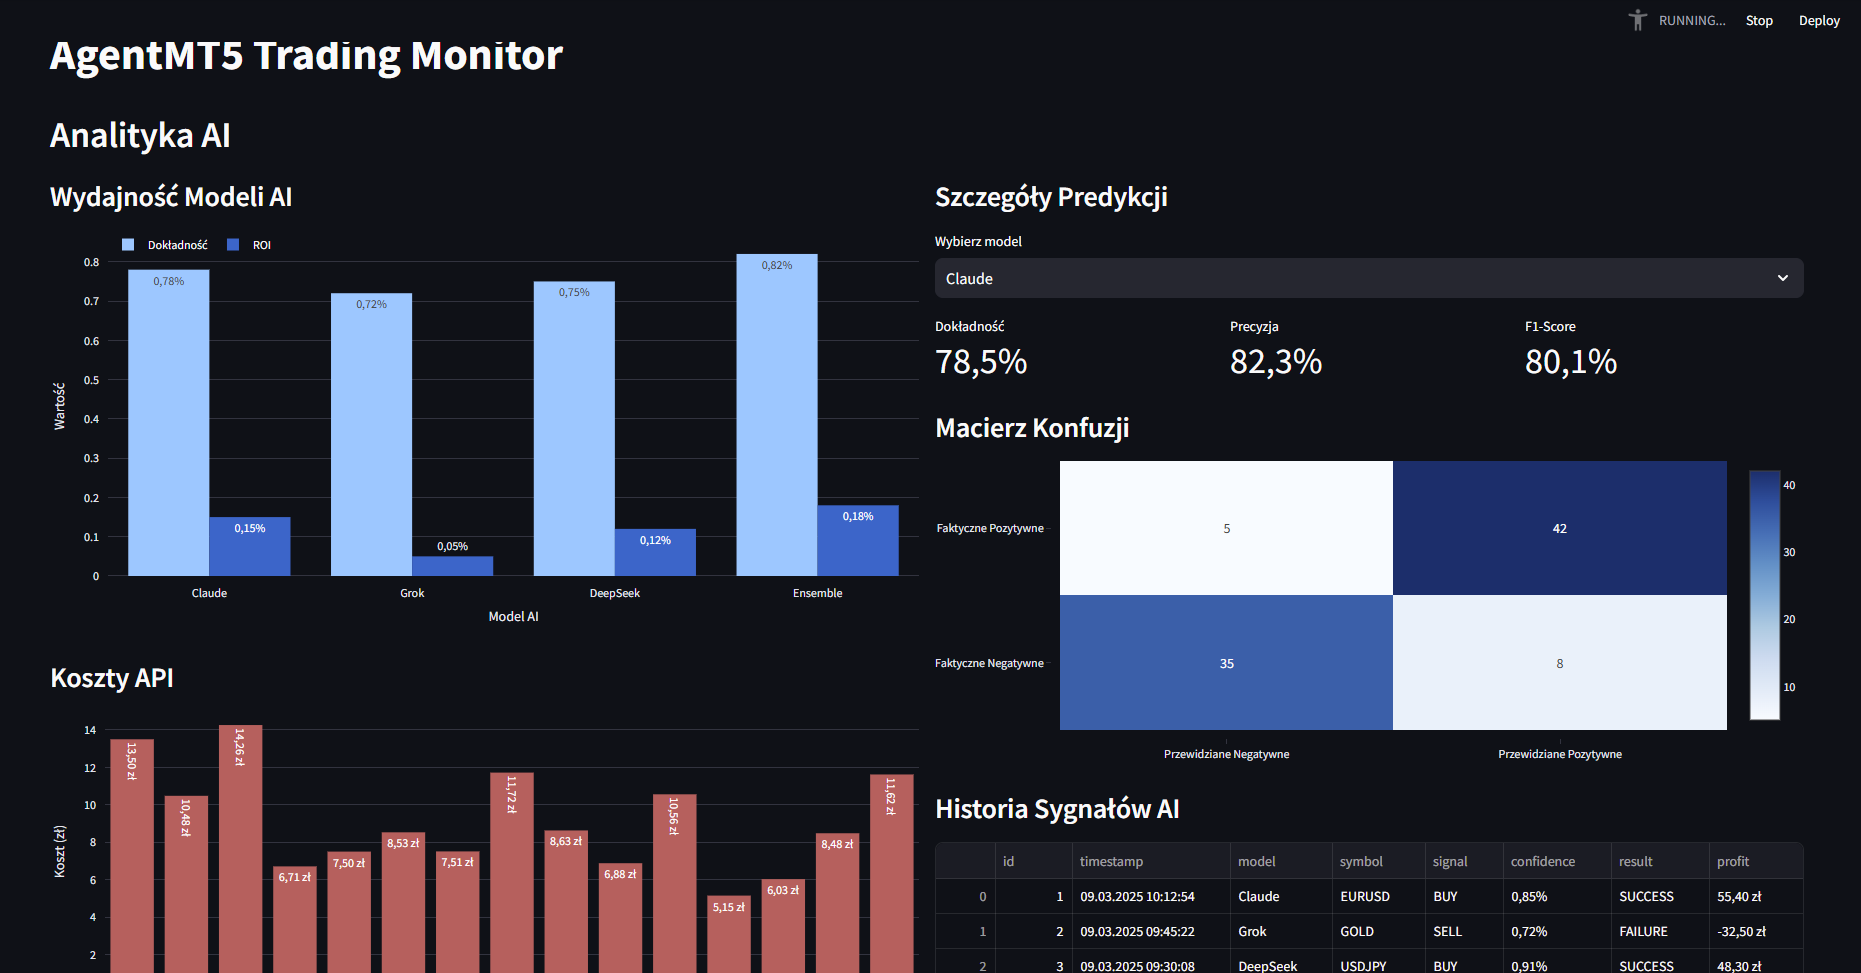 RUNNING...
Stop
Deploy
AgentMT5 Trading Monitor
Analityka AI
Wydajność Modeli AI
Dokładność
ROI
Wartość
0.8
0.7
0.6
0.5
0.4
0.3
0.2
0.1
0
0,78%
0,15%
0,72%
0,05%
0,75%
0,12%
0,82%
0,18%
Claude
Grok
DeepSeek
Ensemble
Model AI
Koszty API
Koszt (zł)
14
12
10
8
6
4
2
13,50 zł
10,48 zł
14,26 zł
6,71 zł
7,50 zł
8,53 zł
7,51 zł
11,72 zł
8,63 zł
6,88 zł
10,56 zł
5,15 zł
6,03 zł
8,48 zł
11,62 zł
Szczegóły Predykcji
Wybierz model
Claude
Dokładność Precyzja F1-Score
78,5% 82,3% 80,1%
Macierz Konfuzji
Faktyczne Pozytywne 5 42
Faktyczne Negatywne 35 8
Przewidziane Negatywne Przewidziane Pozytywne
40
30
20
10
Historia Sygnałów AI
id timestamp model symbol signal confidence result profit
0 1 09.03.2025 10:12:54 Claude EURUSD BUY 0,85% SUCCESS 55,40 zł
1 2 09.03.2025 09:45:22 Grok GOLD SELL 0,72% FAILURE -32,50 zł
2 3 09.03.2025 09:30:08 DeepSeek USDJPY BUY 0,91% SUCCESS 48,30 zł